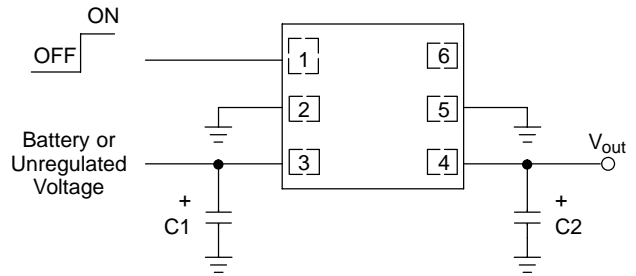 ON
OFF
1
6
2
5
Battery or
Unregulated
Voltage
3
4
Vout
+
C1
+
C2